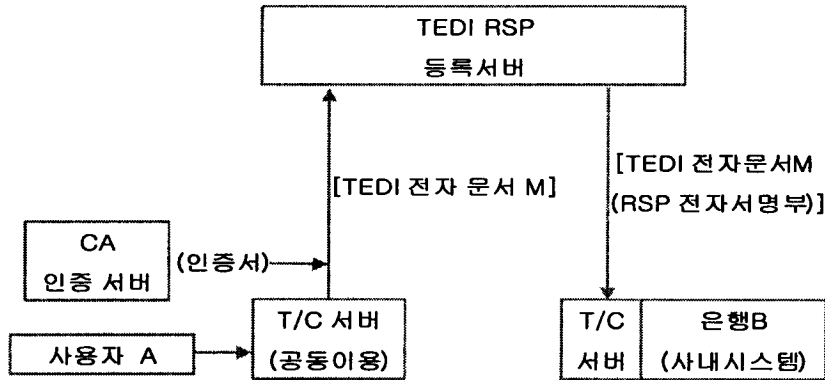 TEDI RSP
등록서버
[TEDI 전자 문서 M]
[TEDI 전자문서M
(RSP 전자서명부)]
CA
인증 서버
(인증서)
T/C 서버
(공동이용)
사용자 A
T/C
서버
은행B
(사내시스템)